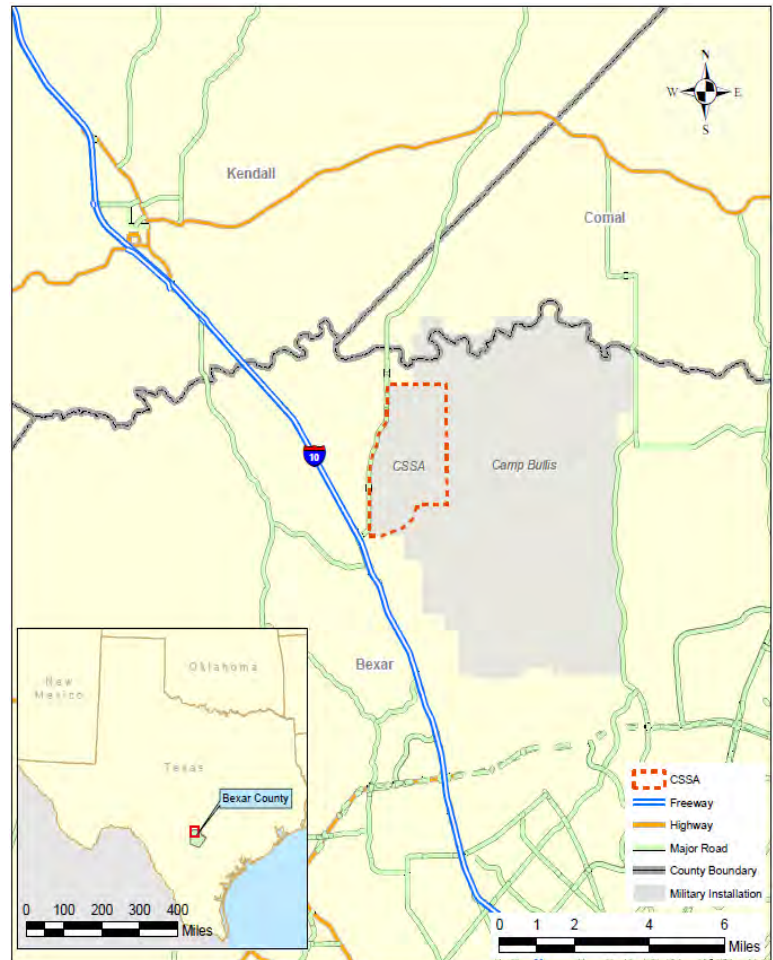 N
W E
S
Kendall
Comal
10
CSSA
Camp Bullis
Bexar
New
Mexico
Oklahoma
Texas
Bexar County
0 100 200 300 400
Miles
CSSA
Freeway
Highway
Major Road
County Boundary
Military Installation
0 1 2 4 6
Miles